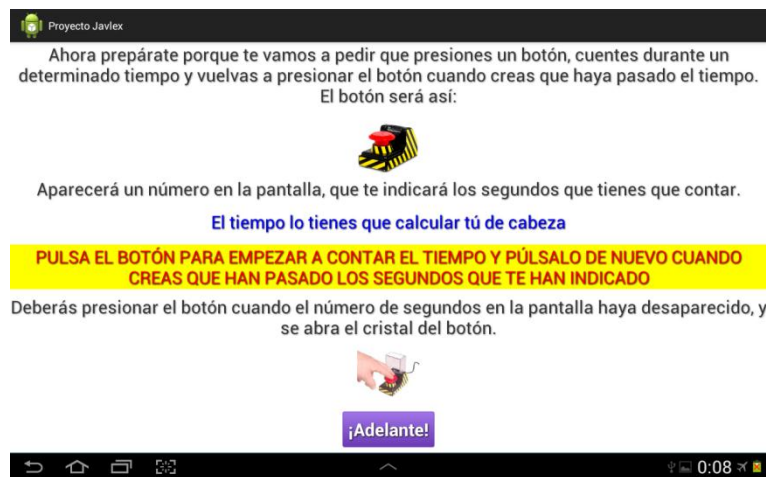 Proyecto Javlex
Ahora prepárate porque te vamos a pedir que presiones un botón, cuentes durante un
determinado tiempo y vuelvas a presionar el botón cuando creas que haya pasado el tiempo.
El botón será así:
Aparecerá un número en la pantalla, que te indicará los segundos que tienes que contar.
El tiempo lo tienes que calcular tú de cabeza
PULSA EL BOTÓN PARA EMPEZAR A CONTAR EL TIEMPO Y PÚLSALO DE NUEVO CUANDO
CREAS QUE HAN PASADO LOS SEGUNDOS QUE TE HAN INDICADO
Deberás presionar el botón cuando el número de segundos en la pantalla haya desaparecido, y
se abra el cristal del botón.
¡Adelante!
0:08